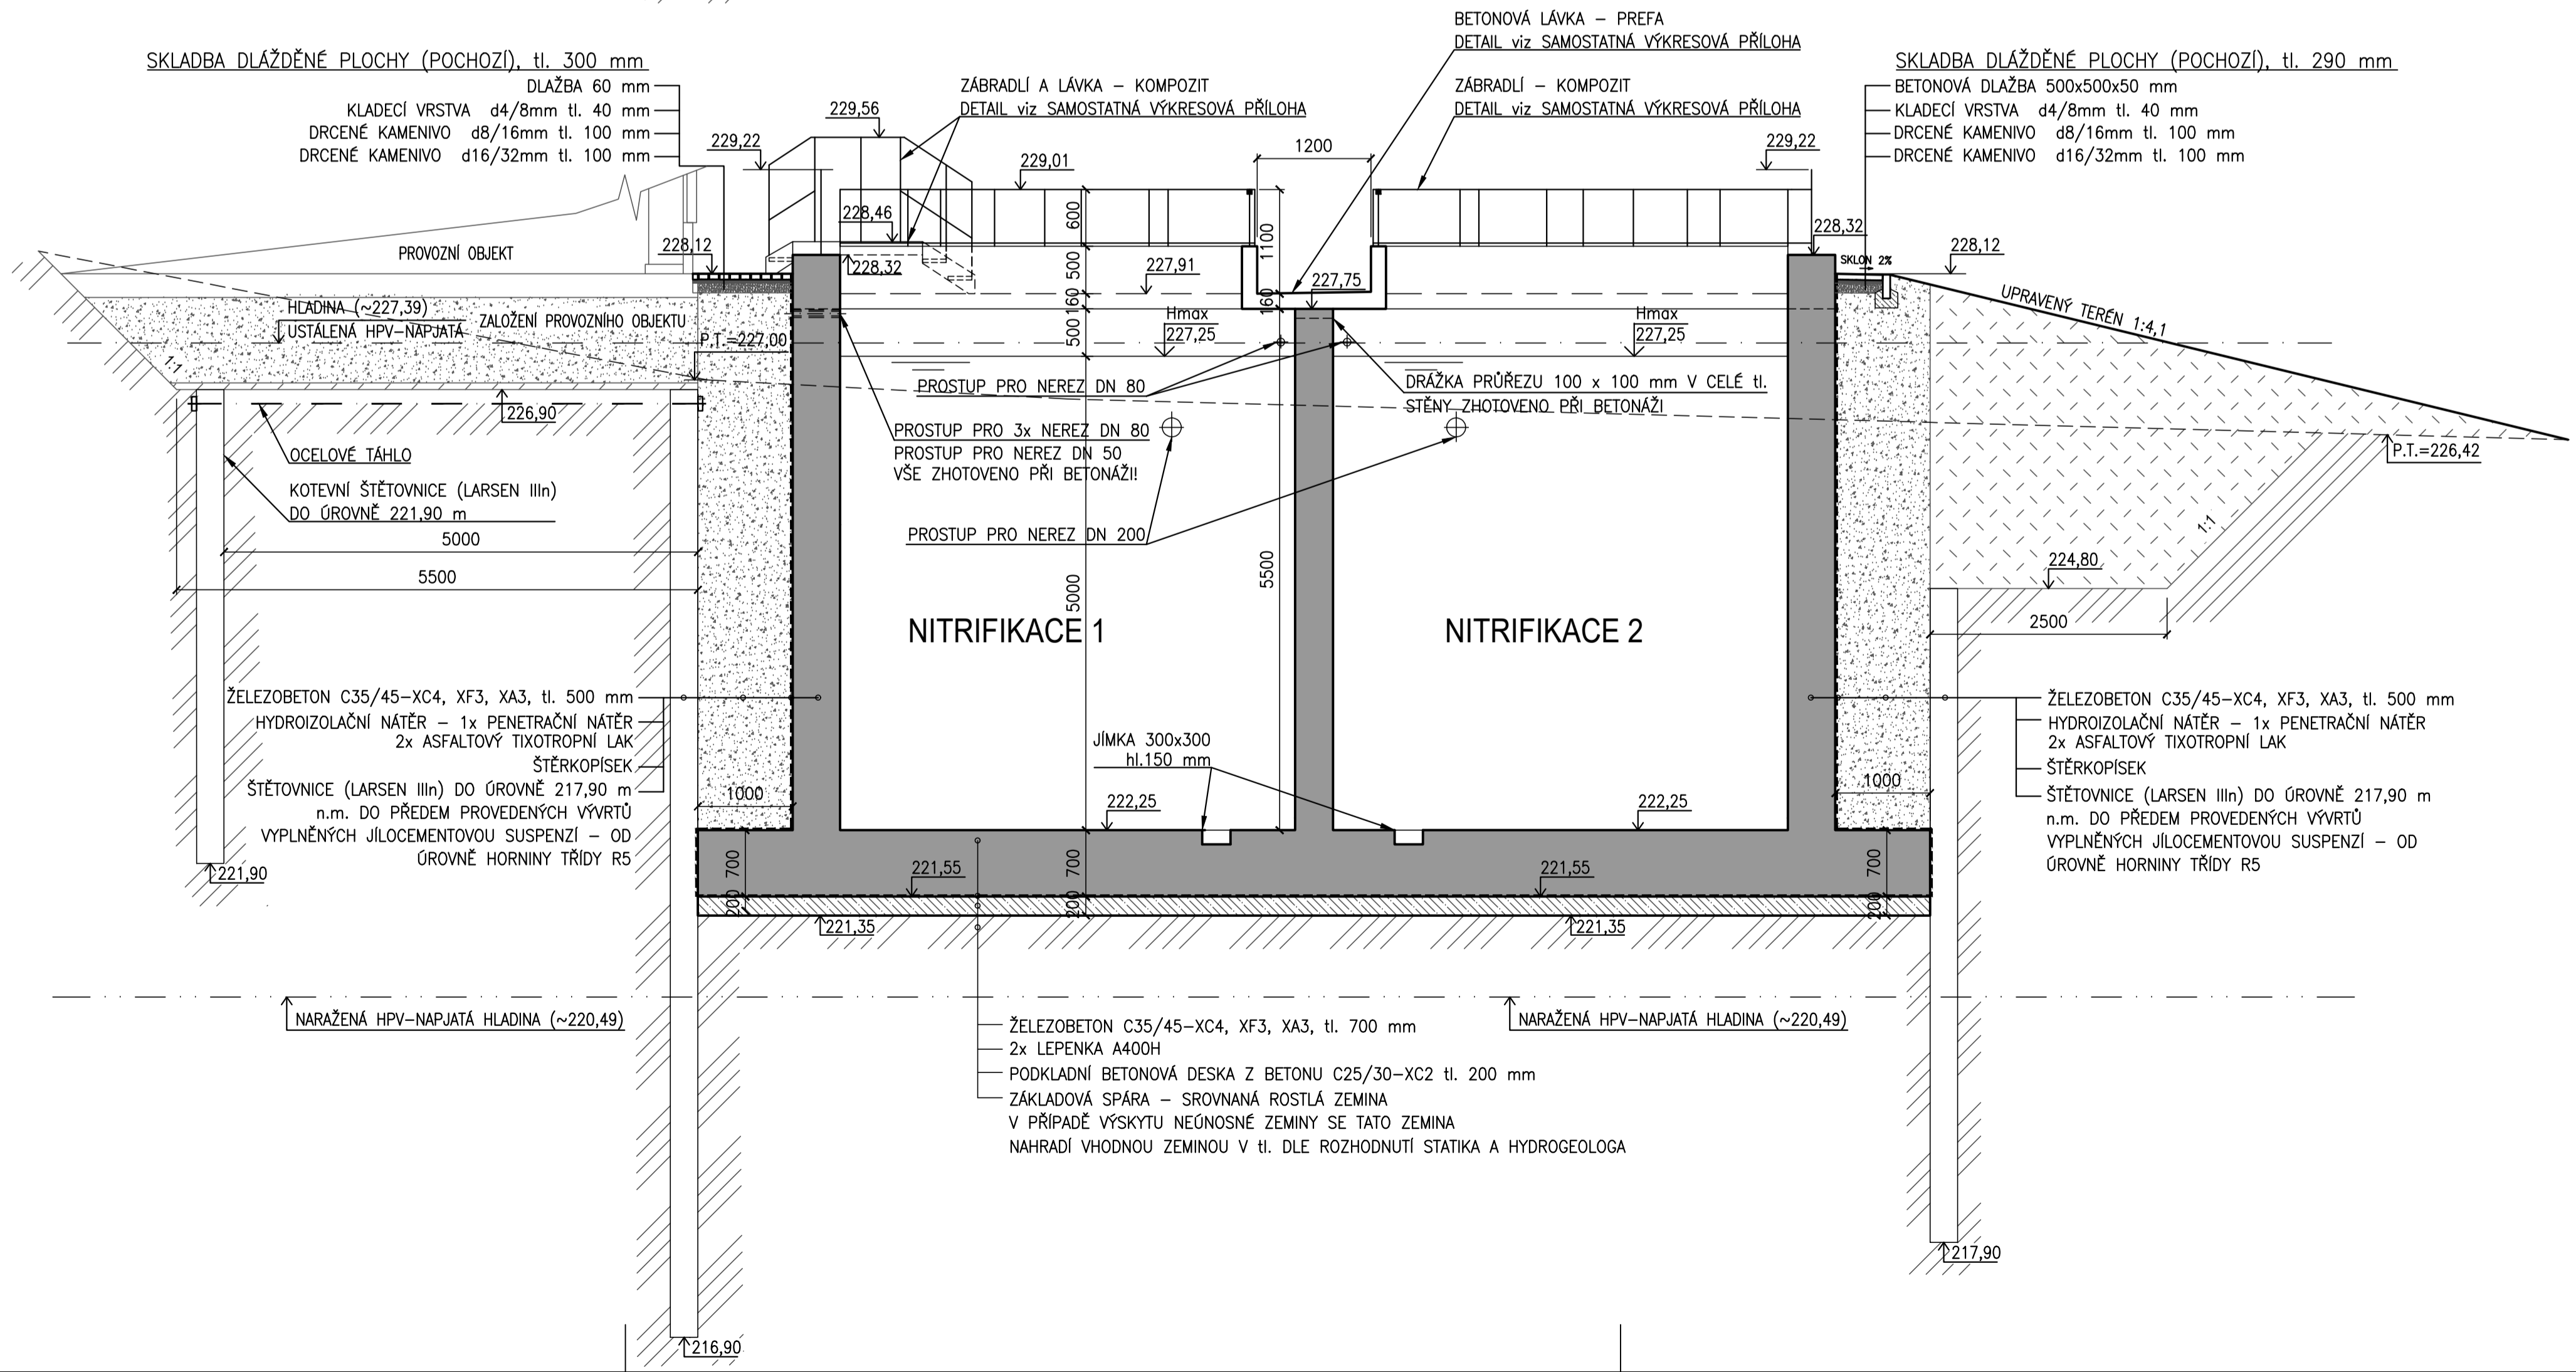 SKLADBA DLÁŽDĚNÉ PLOCHY (POCHOZÍ), tl. 300 mm
DLAŽBA 60 mm
KLADECÍ VRSTVA d4/8mm tl. 40 mm
DRCENÉ KAMENIVO d8/16mm tl. 100 mm
DRCENÉ KAMENIVO d16/32mm tl. 100 mm
ZÁBRADLÍ A LÁVKA – KOMPOZIT
DETAIL viz SAMOSTATNÁ VÝKRESOVÁ PŘÍLOHA
BETONOVÁ LÁVKA – PREFA
DETAIL viz SAMOSTATNÁ VÝKRESOVÁ PŘÍLOHA
ZÁBRADLÍ – KOMPOZIT
DETAIL viz SAMOSTATNÁ VÝKRESOVÁ PŘÍLOHA
SKLADBA DLÁŽDĚNÉ PLOCHY (POCHOZÍ), tl. 290 mm
BETONOVÁ DLAŽBA 500x500x50 mm
KLADECÍ VRSTVA d4/8mm tl. 40 mm
DRCENÉ KAMENIVO d8/16mm tl. 100 mm
DRCENÉ KAMENIVO d16/32mm tl. 100 mm
229,56
229,22
229,01
1200
229,22
228,46
600
1100
228,32
228,12
228,32
500
227,91
227,75
160
160
500
SKLON 2%
228,12
UPRAVENÝ TERÉN 1:4,1
PROVOZNÍ OBJEKT
HLADINA (~227,39)
USTÁLENÁ HPV–NAPJATÁ
ZALOŽENÍ PROVOZNÍHO OBJEKTU
P.T.=227,00
1:1
Hmax
227,25
Hmax
227,25
PROSTUP PRO NEREZ DN 80
DRÁŽKA PRŮŘEZU 100 x 100 mm V CELÉ tl.
STĚNY ZHOTOVENO PŘI BETONÁŽI
226,90
OCELOVÉ TÁHLO
KOTEVNÍ ŠTĚTOVNICE (LARSEN IIIn)
DO ÚROVNĚ 221,90 m
PROSTUP PRO 3x NEREZ DN 80
PROSTUP PRO NEREZ DN 50
VŠE ZHOTOVENO PŘI BETONÁŽI!
PROSTUP PRO NEREZ DN 200
P.T.=226,42
1:1
224,80
2500
5000
5500
5000
5500
NITRIFIKACE 1
NITRIFIKACE 2
ŽELEZOBETON C35/45–XC4, XF3, XA3, tl. 500 mm
HYDROIZOLAČNÍ NÁTĚR – 1x PENETRAČNÍ NÁTĚR
2x ASFALTOVÝ TIXOTROPNÍ LAK
ŠTĚRKOPÍSEK
ŠTĚTOVNICE (LARSEN IIIn) DO ÚROVNĚ 217,90 m
n.m. DO PŘEDEM PROVEDENÝCH VÝVRTŮ
VYPLNĚNÝCH JÍLOCEMENTOVOU SUSPENZÍ – OD
ÚROVNĚ HORNINY TŘÍDY R5
ŽELEZOBETON C35/45–XC4, XF3, XA3, tl. 500 mm
HYDROIZOLAČNÍ NÁTĚR – 1x PENETRAČNÍ NÁTĚR
2x ASFALTOVÝ TIXOTROPNÍ LAK
ŠTĚRKOPÍSEK
ŠTĚTOVNICE (LARSEN IIIn) DO ÚROVNĚ 217,90 m
n.m. DO PŘEDEM PROVEDENÝCH VÝVRTŮ
VYPLNĚNÝCH JÍLOCEMENTOVOU SUSPENZÍ – OD
ÚROVNĚ HORNINY TŘÍDY R5
JÍMKA 300x300
hl.150 mm
1000
222,25
222,25
1000
700
700
700
221,90
221,55
221,55
200
200
200
221,35
221,35
NARAŽENÁ HPV–NAPJATÁ HLADINA (~220,49)
NARAŽENÁ HPV–NAPJATÁ HLADINA (~220,49)
ŽELEZOBETON C35/45–XC4, XF3, XA3, tl. 700 mm
2x LEPENKA A400H
PODKLADNÍ BETONOVÁ DESKA Z BETONU C25/30–XC2 tl. 200 mm
ZÁKLADOVÁ SPÁRA – SROVNANÁ ROSTLÁ ZEMINA
V PŘÍPADĚ VÝSKYTU NEÚNOSNÉ ZEMINY SE TATO ZEMINA
NAHRADÍ VHODNOU ZEMINOU V tl. DLE ROZHODNUTÍ STATIKA A HYDROGEOLOGA
217,90
216,90